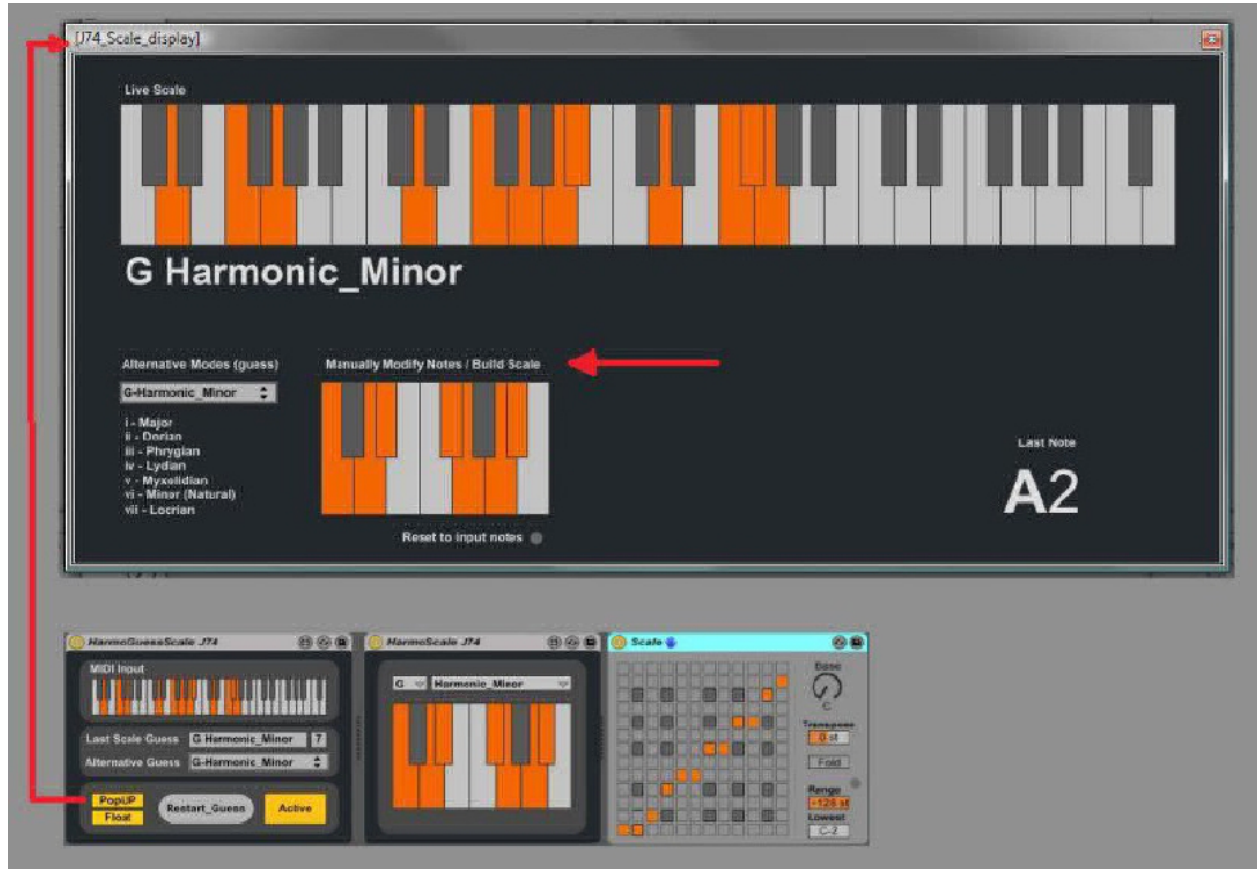 [J74_Scale_display]
Live Scale
G Harmonic_Minor
Alternative Modes (guess)
G-Harmonic_Minor
i - Major
ii - Dorian
iii - Phrygian
iv - Lydian
v - Myxolidian
vi - Minor (Natural)
vii - Locrian
Manually Modify Notes / Build Scale
Reset to input notes
Last Note
A2
HarmoGuessScale J74
MIDI Input
Last Scale Guess G Harmonic_Minor 7
Alternative Guess G-Harmonic_Minor
PopUP
Float
Restart_Guess
Active
HarmoScale J74
G Harmonic_Minor
Scale
Base
C
Transpose
0 st
Fold
Range
+128 st
Lowest
C-2